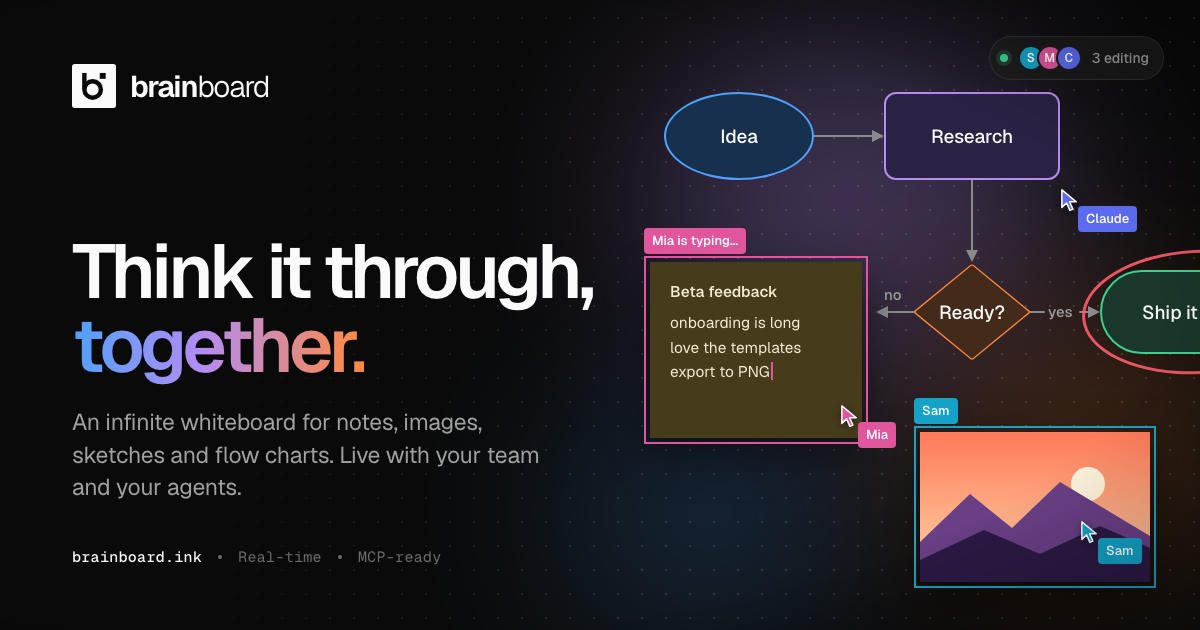 brainboard
S M C 3 editing
Idea
Research
Claude
Think it through,
together.
Mia is typing…
Beta feedback
onboarding is long
love the templates
export to PNG
Mia
no
Ready?
yes
Ship it
An infinite whiteboard for notes, images,
sketches and flow charts. Live with your team
and your agents.
Sam
Sam
brainboard.ink • Real-time • MCP-ready